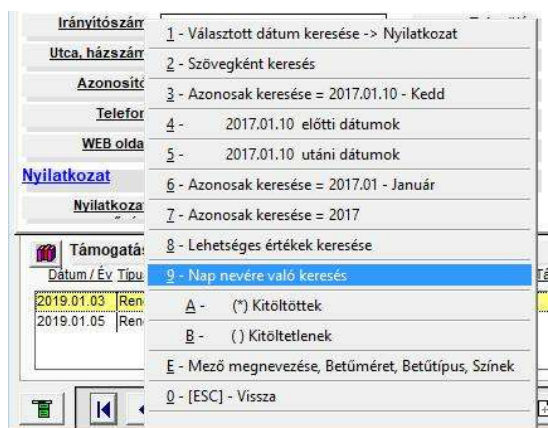 Irányítószám
1 - Választott dátum keresése -> Nyilatkozat
Utca, házszám
2 - Szövegként keresés
Azonosító
3 - Azonosak keresése = 2017.01.10 - Kedd
Telefon
4 - 2017.01.10 előtti dátumok
WEB olda
5 - 2017.01.10 utáni dátumok
Nyilatkozat
6 - Azonosak keresése = 2017.01 - Január
Nyilatkoza
7 - Azonosak keresése = 2017
Támogatás
8 - Lehetséges értékek keresése
Dátum / Év Típu
9 - Nap nevére való keresés
2019.01.03 Ren
A - (*) Kitöltöttek
2019.01.05 Ren
B - ( ) Kitöltetlenek
E - Mező megnevezése, Betűméret, Betűtípus, Színek
0 - [ESC] - Vissza